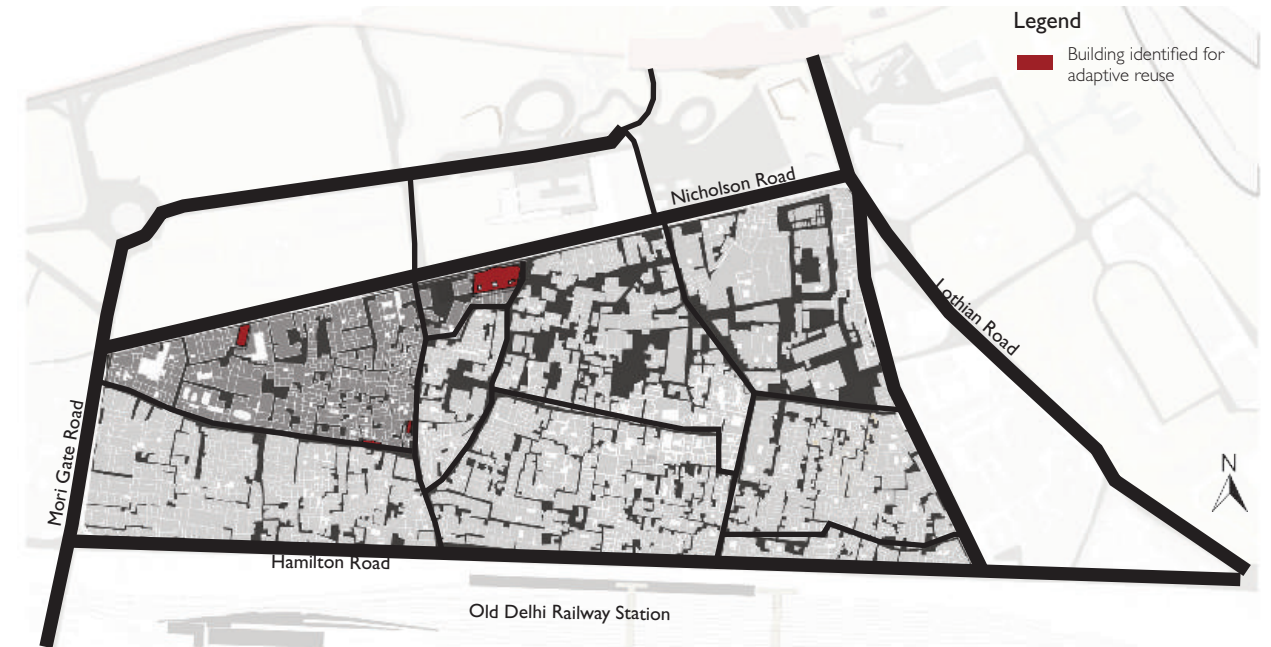 Legend
Building identified for
adaptive reuse
Nicholson Road
Lothian Road
Mori Gate Road
N
Hamilton Road
Old Delhi Railway Station